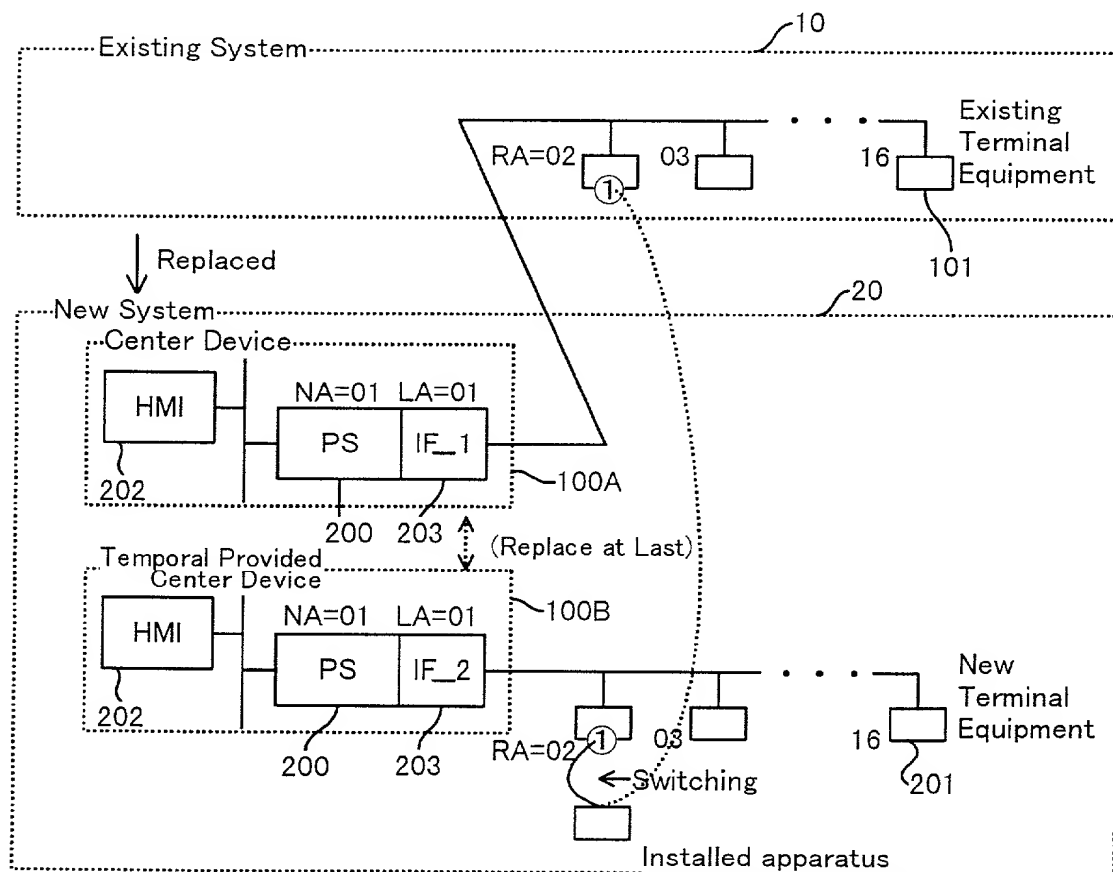 10
Existing System
RA=02
03
16
Existing
Terminal
Equipment
①
101
Replaced
20
New System
Center Device
HMI
NA=01 LA=01
PS
IF_1
202
200
203
100A
(Replace at Last)
Temporal Provided
Center Device
100B
HMI
NA=01 LA=01
PS
IF_2
202
200
203
RA=02
①
03
16
New
Terminal
Equipment
201
Switching
Installed apparatus